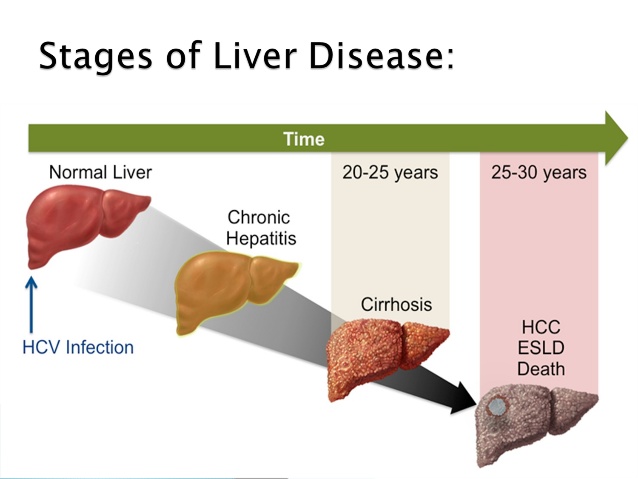 Stages of Liver Disease:
Time
Normal Liver
20-25 years
25-30 years
Chronic
Hepatitis
Cirrhosis
HCV Infection
HCC
ESLD
Death